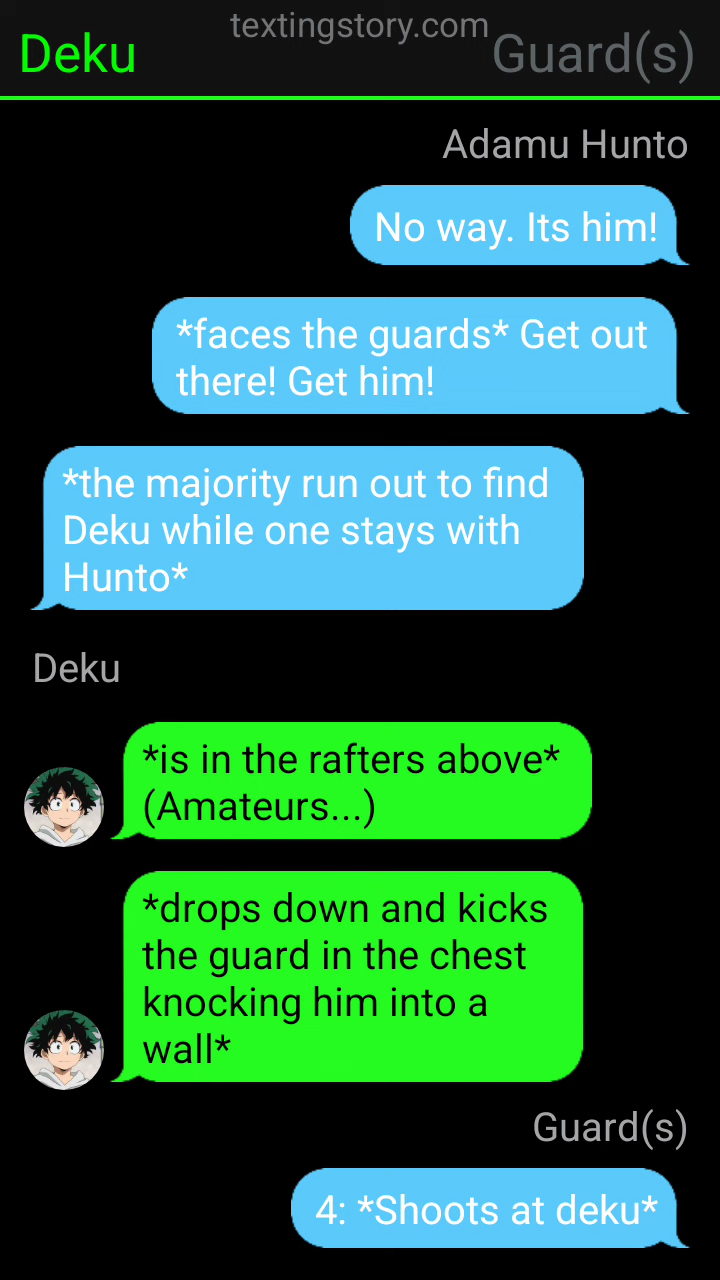 textingstory.com
Deku
Guard(s)
Adamu Hunto
No way. Its him!
*faces the guards* Get out
there! Get him!
*the majority run out to find
Deku while one stays with
Hunto*
Deku
*is in the rafters above*
(Amateurs...)
*drops down and kicks
the guard in the chest
knocking him into a
wall*
Guard(s)
4: *Shoots at deku*